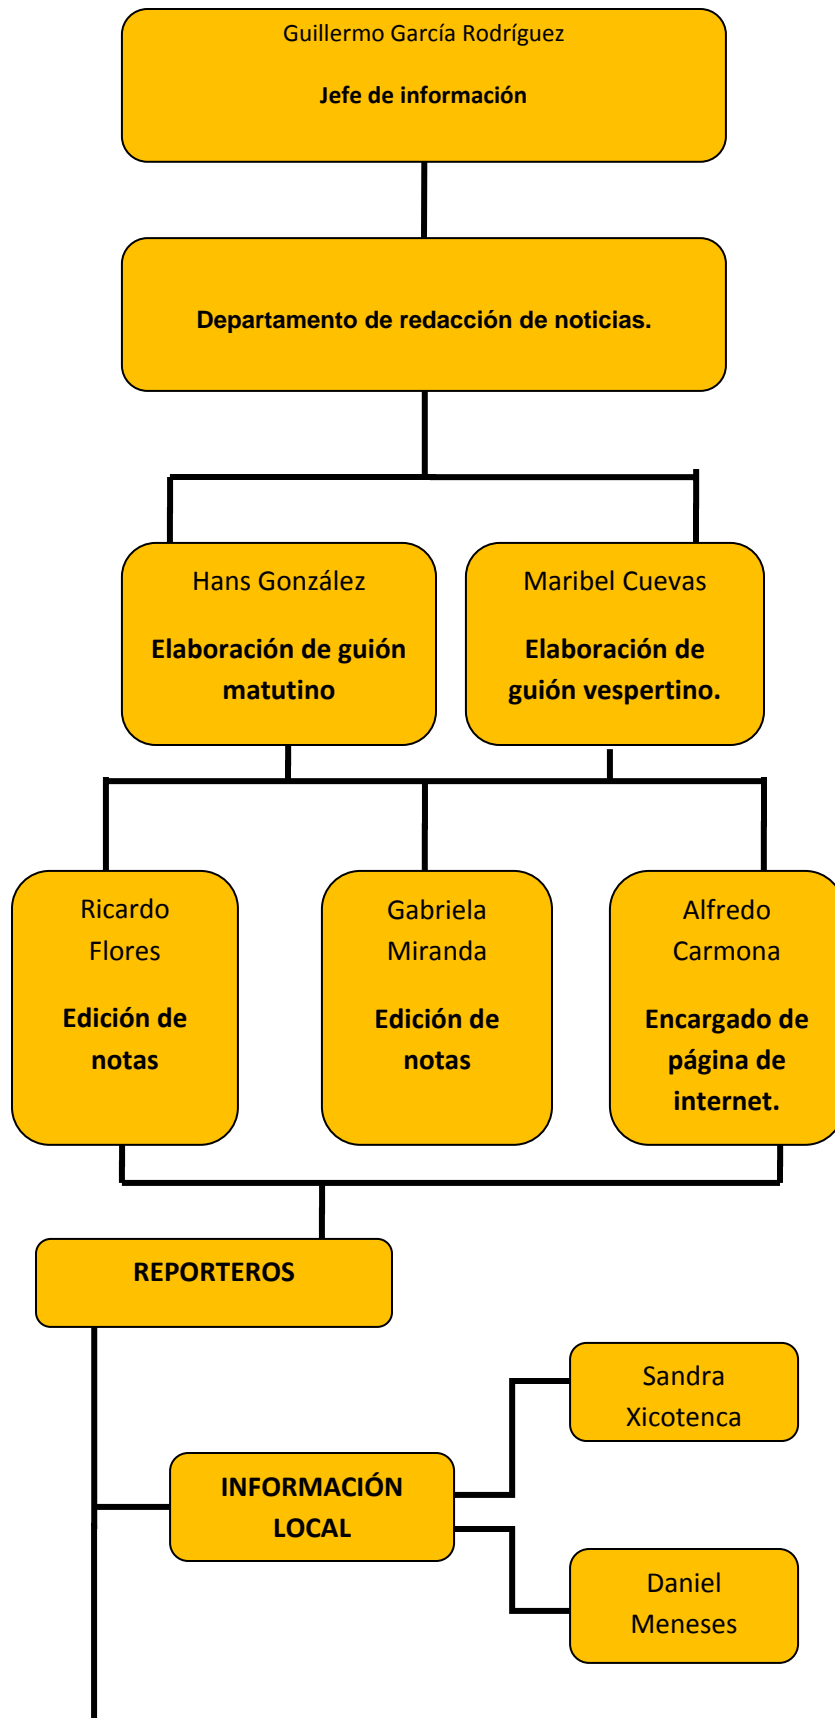 Guillermo García Rodríguez
Jefe de información
Departamento de redacción de noticias.
Hans González
Elaboración de guión
matutino
Maribel Cuevas
Elaboración de
guión vespertino.
Ricardo
Flores
Edición de
notas
Gabriela
Miranda
Edición de
notas
Alfredo
Carmona
Encargado de
página de
internet.
REPORTEROS
Sandra
Xicotenca
INFORMACIÓN
LOCAL
Daniel
Meneses